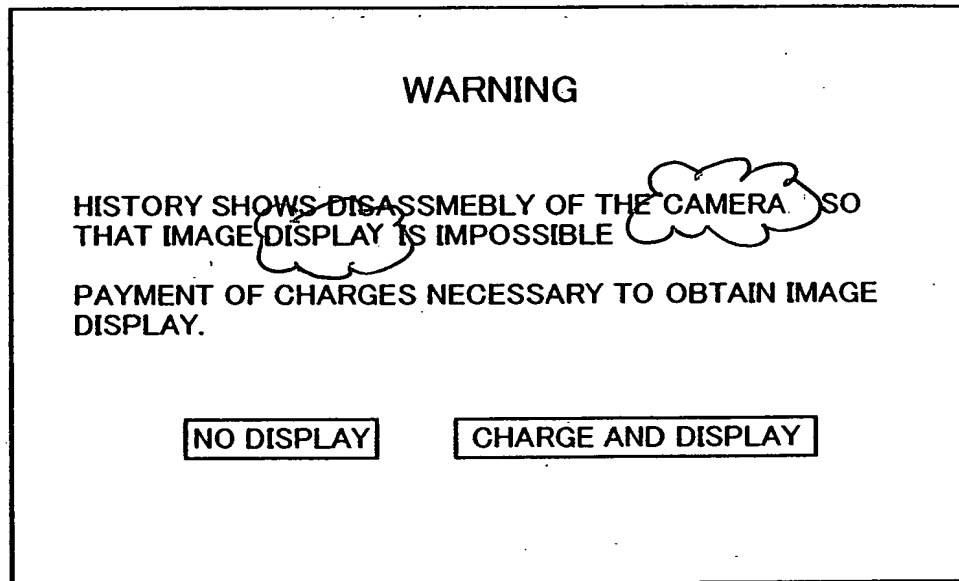 WARNING
HISTORY SHOWS DISASSMEBLY OF THE CAMERA SO
THAT IMAGE DISPLAY IS IMPOSSIBLE
PAYMENT OF CHARGES NECESSARY TO OBTAIN IMAGE
DISPLAY.
NO DISPLAY CHARGE AND DISPLAY